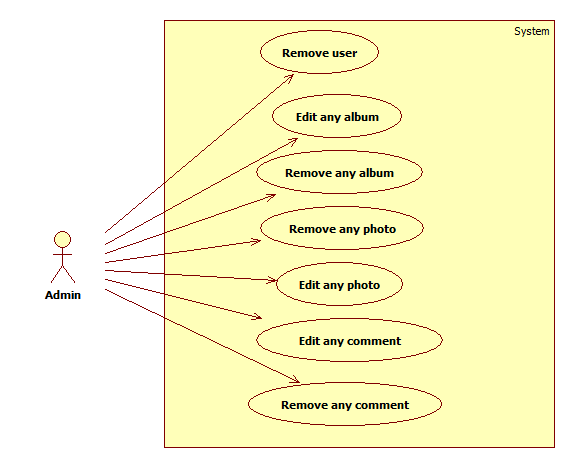 System
Remove user
Edit any album
Remove any album
Remove any photo
Edit any photo
Admin
Edit any comment
Remove any comment